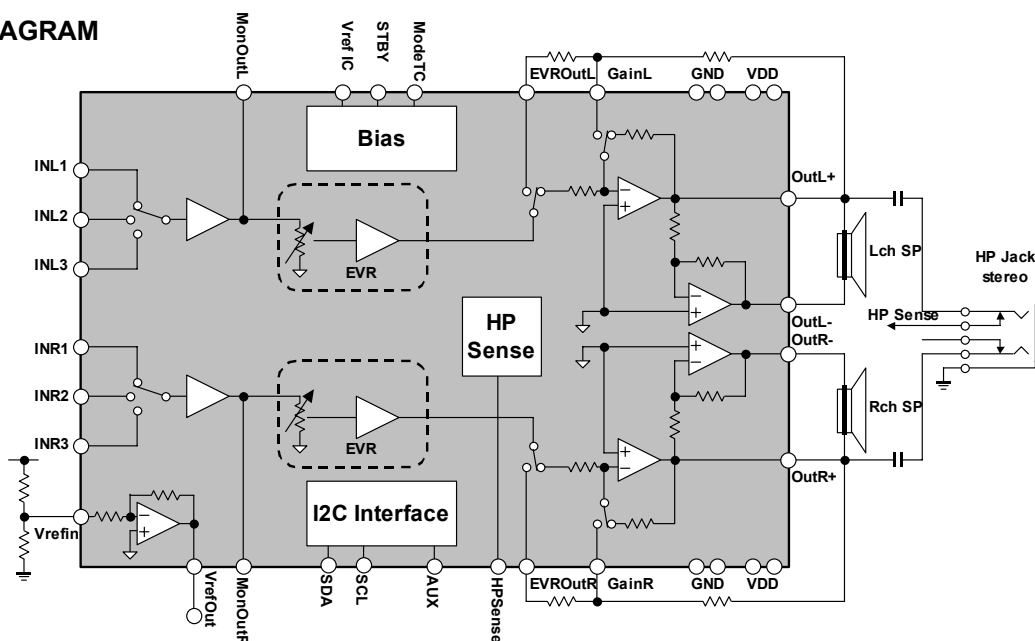 AGRAM
MonOutL
Vref IC
STBY
ModeTC
EVROutL
GainL
GND
VDD
Bias
INL1
INL2
INL3
EVR
OutL+
Lch SP
HP Jack
stereo
HP Sense
HP
Sense
OutL-
OutR-
INR1
INR2
INR3
EVR
Rch SP
OutR+
I2C Interface
Vrefin
VrefOut
MonOutR
SDA
SCL
AUX
HPSense
EVROutR
GainR
GND
VDD